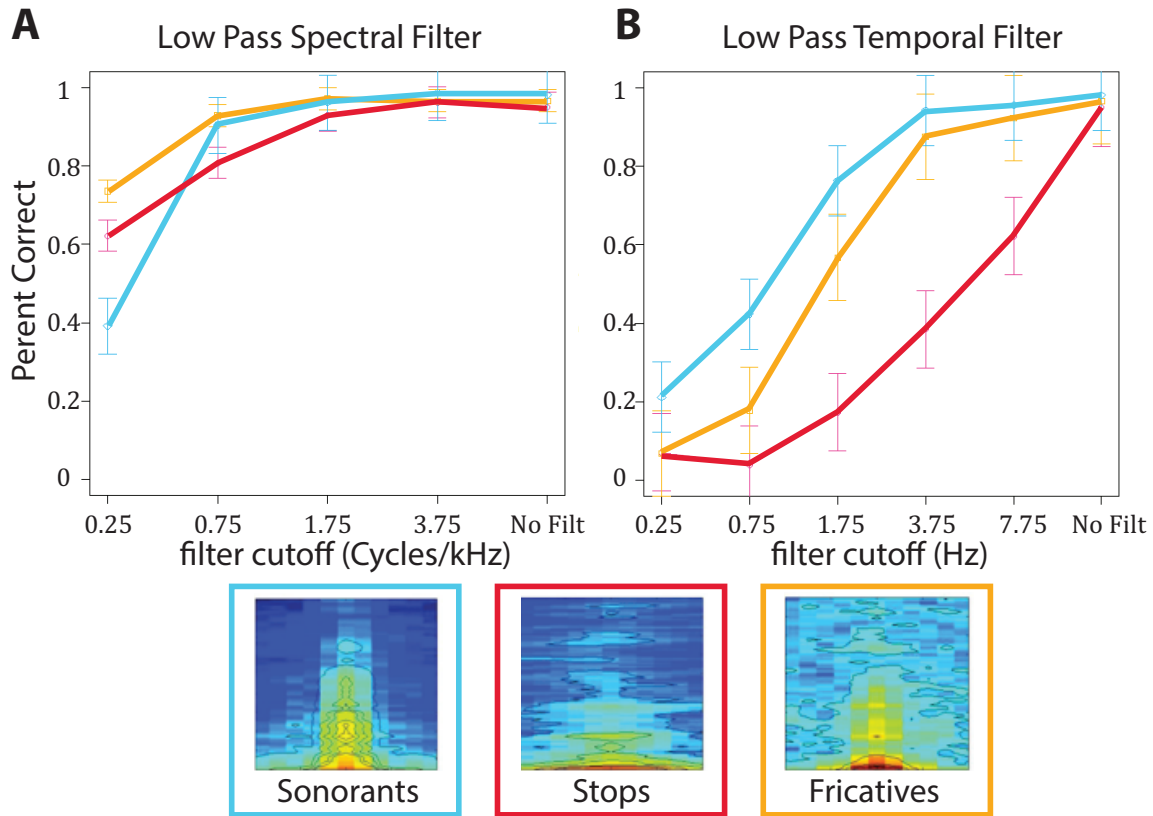 A
Low Pass Spectral Filter
Perent Correct
1
0.8
0.6
0.4
0.2
0
0.25 0.75 1.75 3.75 No Filt
filter cutoff (Cycles/kHz)
B
Low Pass Temporal Filter
1
0.8
0.6
0.4
0.2
0
0.25 0.75 1.75 3.75 7.75 No Filt
filter cutoff (Hz)
Sonorants
Stops
Fricatives